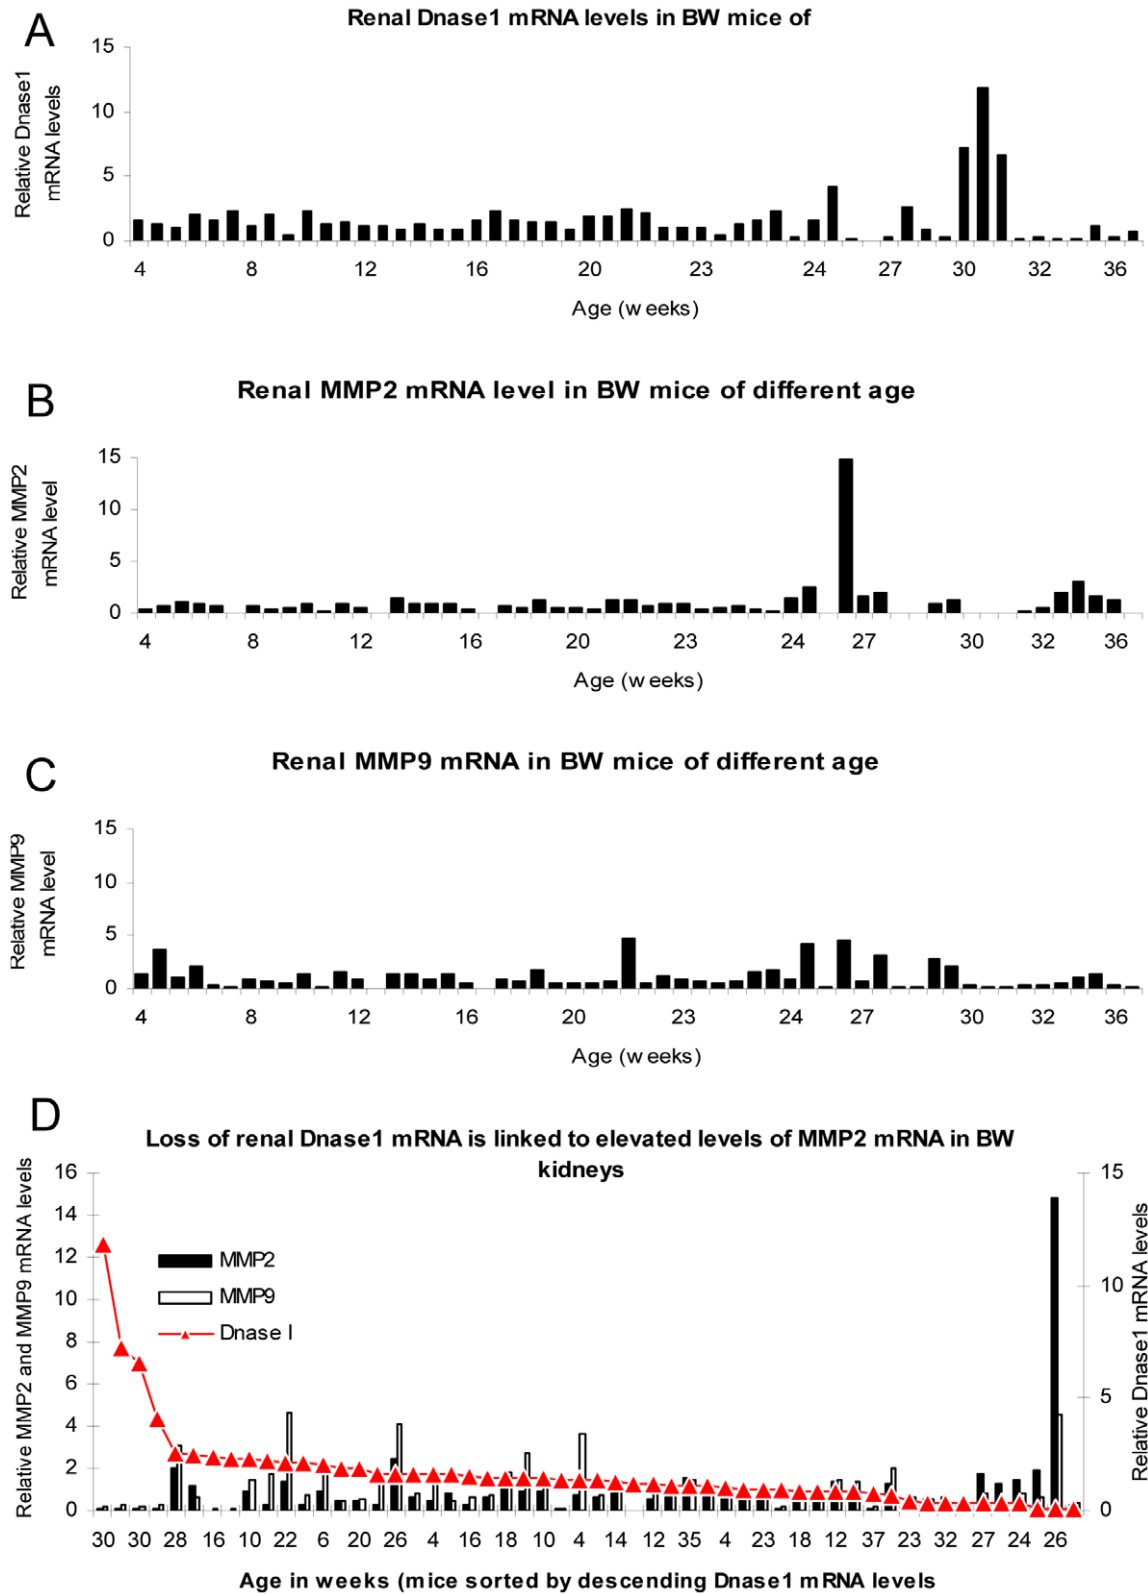 A
Renal Dnase1 mRNA levels in BW mice of
Relative Dnase1
mRNA levels
15
10
5
0
4 8 12 16 20 23 24 27 30 32 36
Age (weeks)
B
Renal MMP2 mRNA level in BW mice of different age
Relative MMP2
mRNA level
15
10
5
0
4 8 12 16 20 23 24 27 30 32 36
Age (weeks)
C
Renal MMP9 mRNA in BW mice of different age
Relative MMP9
mRNA level
15
10
5
0
4 8 12 16 20 23 24 27 30 32 36
Age (weeks)
D
Loss of renal Dnase1 mRNA is linked to elevated levels of MMP2 mRNA in BW
kidneys
Relative MMP2 and MMP9 mRNA levels
16
14
12
10
8
6
4
2
0
MMP2
MMP9
Dnase I
15
10
5
0
Relative Dnase1 mRNA levels
30 30 28 16 10 22 6 20 26 4 16 18 10 4 14 12 35 4 23 18 12 37 23 32 27 24 26
Age in weeks (mice sorted by descending Dnase1 mRNA levels